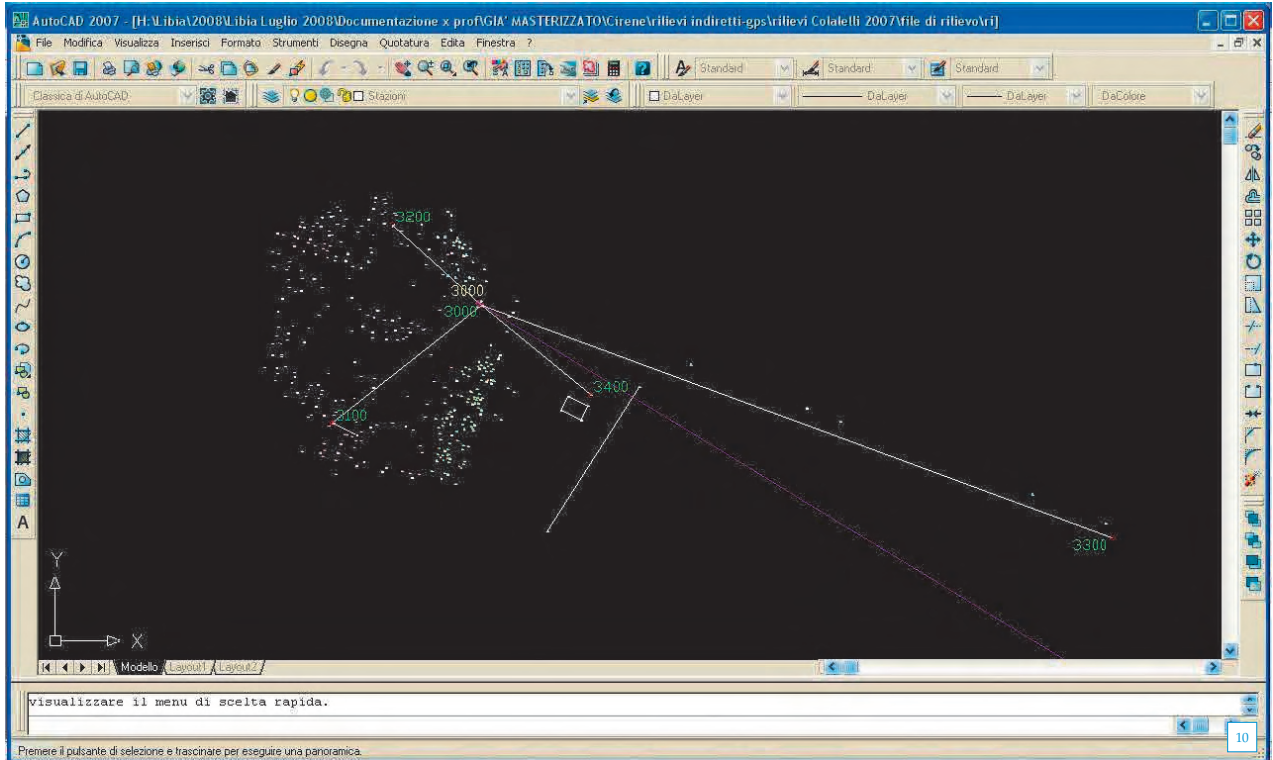 AutoCAD 2007 - [H:\Libia\2008\Libia Luglio 2008\Documentazione x prof\GIA' MASTERIZZATO\Cirene\rilievi indiretti-gps\rilievi Colalelli 2007\file di rilievo\ri]
File Modifica Visualizza Inserisci Formato Strumenti Disegna Quotatura Edita Finestra ?
Standard Standard Standard
Classica di AutoCAD Stazioni DaLayer DaLayer DaLayer DaColore
3200
3000
3000
3400
3100
3300
Y
X
A
Modello Layout1 Layout2
visualizzare il menu di scelta rapida.
10
Premere il pulsante di selezione e trascinare per eseguire una panoramica.